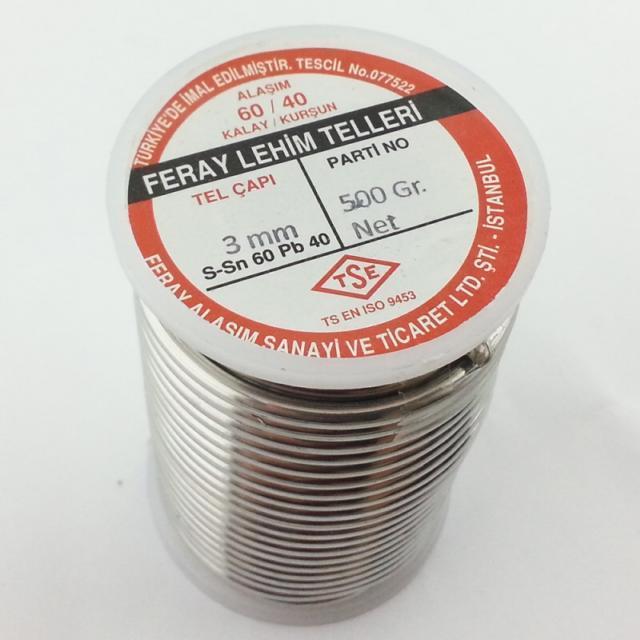 TÜRKİYE'DE İMAL EDİLMİŞTİR. TESCİL No.077522
ALAŞIM
60 / 40
KALAY / KURŞUN
FERAY LEHİM TELLERİ
TEL ÇAPI
PARTİ NO
3 mm
500 Gr.
Net
S-Sn 60 Pb 40
TSE
TS EN ISO 9453
FERAY ALAŞIM SANAYİ VE TİCARET LTD. ŞTİ. - İSTANBUL